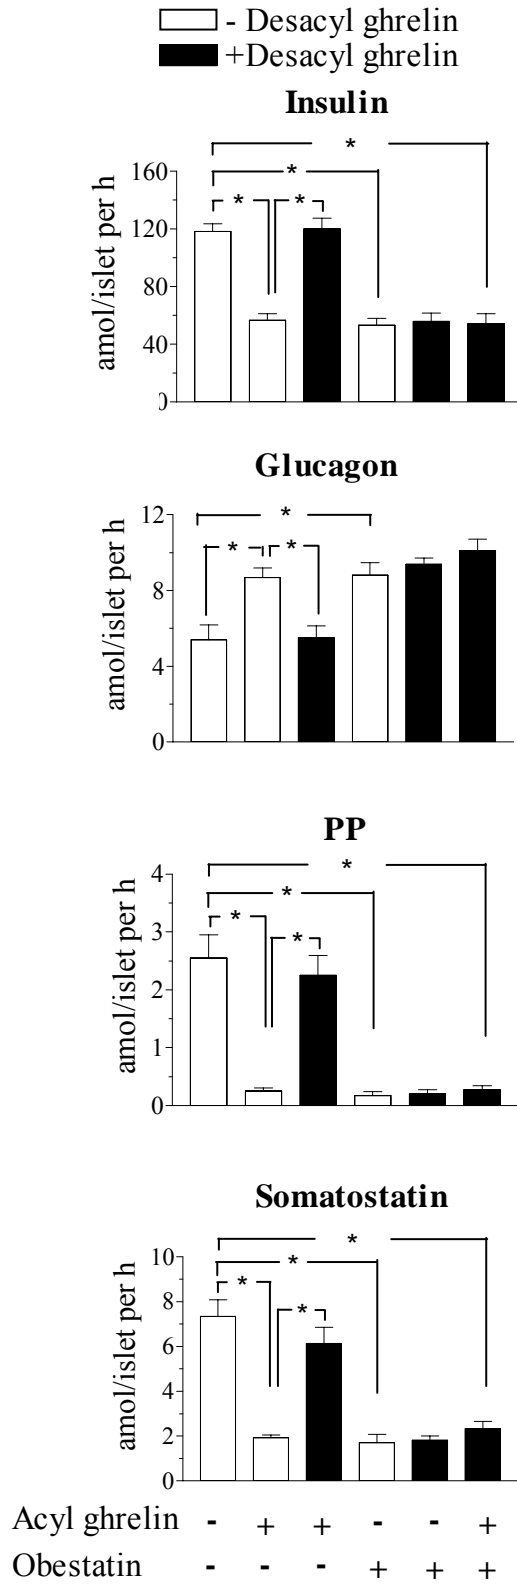 - Desacyl ghrelin
+Desacyl ghrelin
Insulin
amol/islet per h
160
120
80
40
0
* * * *
Glucagon
amol/islet per h
12
8
4
0
* * *
PP
amol/islet per h
4
3
2
1
0
* * * *
Somatostatin
amol/islet per h
10
8
6
4
2
0
* * * *
Acyl ghrelin - + + - - +
Obestatin - - - + + +